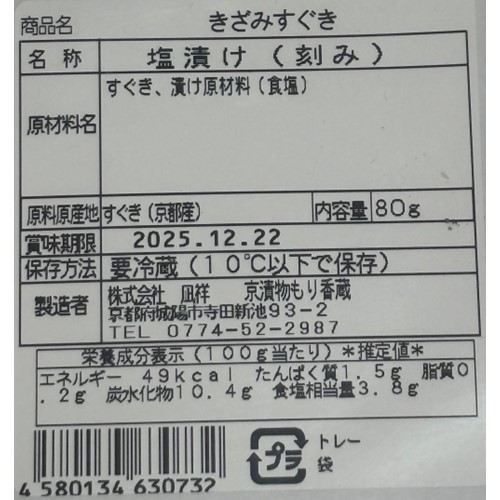 商品名 きざみすぐき
名称 塩漬け(刻み)
原材料名 すぐき、漬け原材料(食塩)
原料原産地 すぐき(京都産) 内容量 80g
賞味期限 2025.12.22
保存方法 要冷蔵(10℃以下で保存)
製造者 株式会社 凪祥 京漬物もり香蔵
京都府城陽市寺田新池93-2
TEL 0774-52-2987
栄養成分表示(100g当たり)*推定値*
エネルギー 49kcal たんぱく質1.5g 脂質0
.2g 炭水化物10.4g 食塩相当量3.8g
4580134630732
プラ
トレー
袋